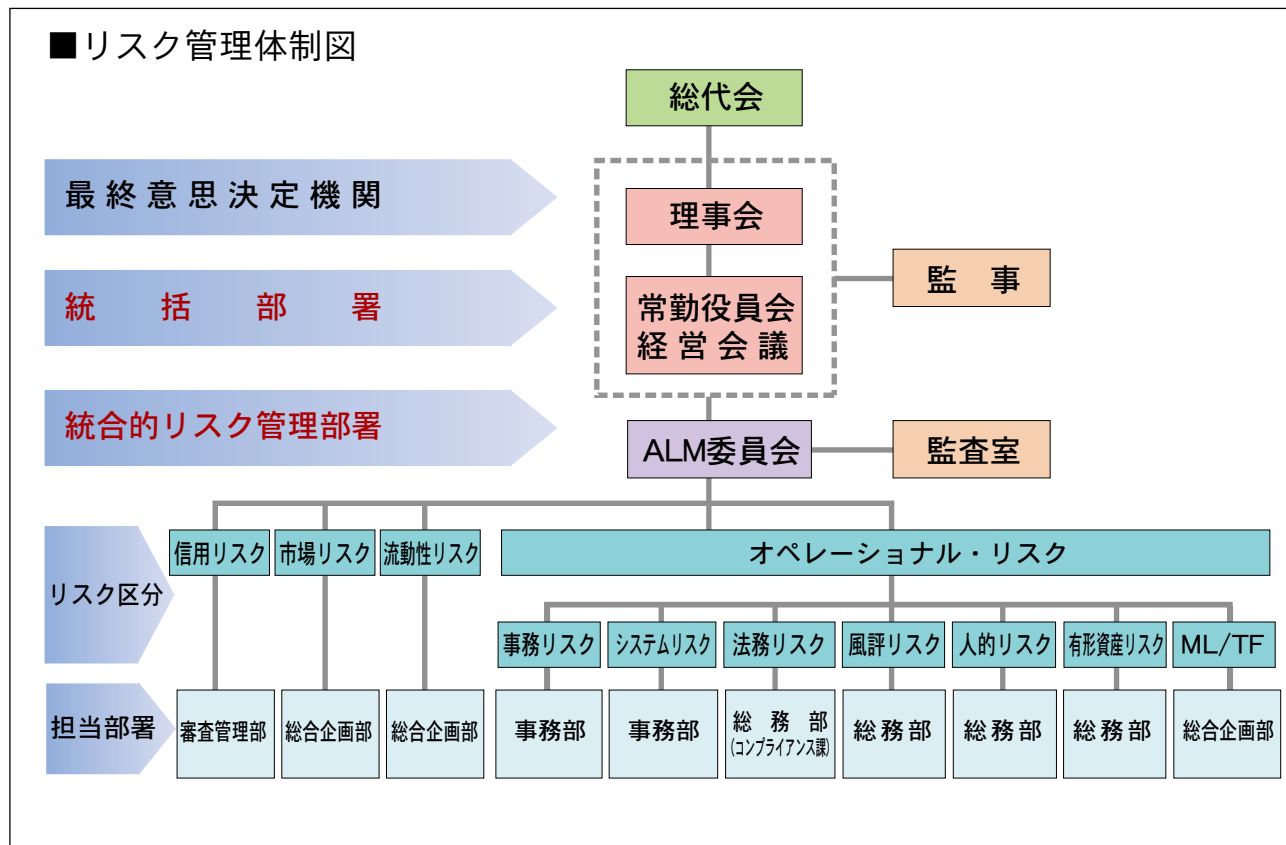 ■リスク管理体制図
総代会
最終意思決定機関
理事会
統括部署
常勤役員会
経営会議
監事
統合的リスク管理部署
ALM委員会
監査室
リスク区分
信用リスク
市場リスク
流動性リスク
オペレーショナル・リスク
事務リスク
システムリスク
法務リスク
風評リスク
人的リスク
有形資産リスク
ML/TF
担当部署
審査管理部
総合企画部
総合企画部
事務部
事務部
総務部
(コンプライアンス課)
総務部
総務部
総務部
総合企画部